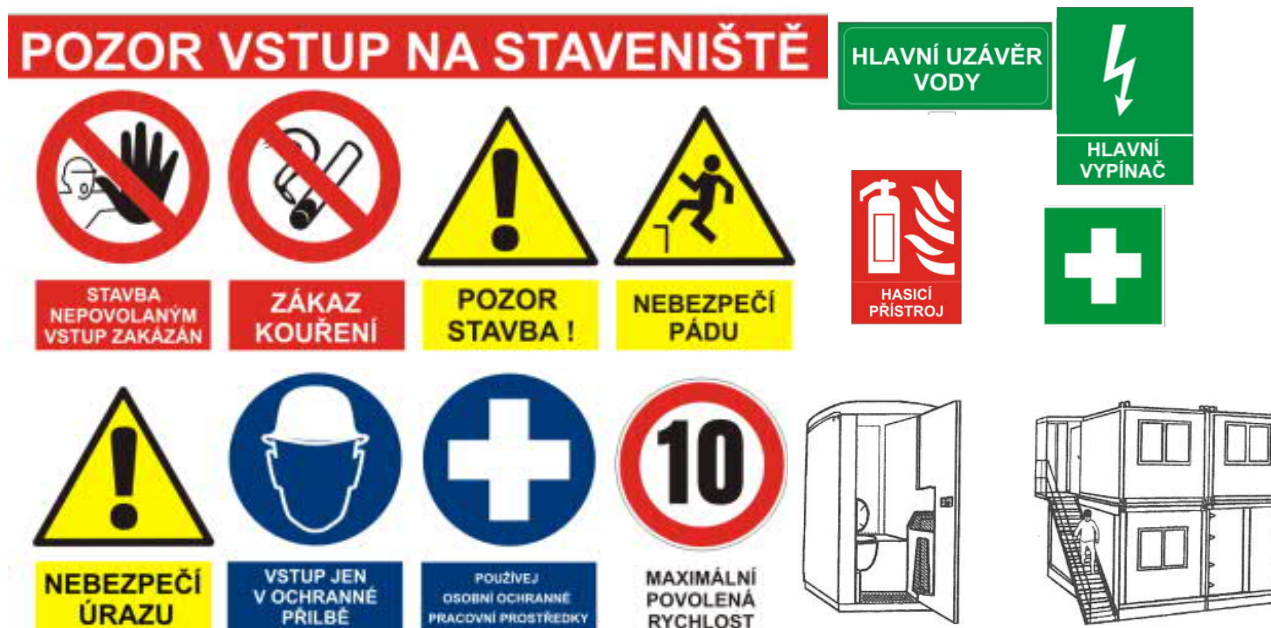 POZOR VSTUP NA STAVENIŠTĚ
HLAVNÍ UZÁVĚR
VODY
HLAVNÍ
VYPÍNAČ
STAVBA
NEPOVOLANÝM
VSTUP ZAKÁZÁN
ZÁKAZ
KOUŘENÍ
POZOR
STAVBA !
NEBEZPEČÍ
PÁDU
HASICÍ
PŘÍSTROJ
10
NEBEZPEČÍ
ÚRAZU
VSTUP JEN
V OCHRANNÉ
PŘILBĚ
POUŽÍVEJ
OSOBNÍ OCHRANNÉ
PRACOVNÍ PROSTŘEDKY
MAXIMÁLNÍ
POVOLENÁ
RYCHLOST